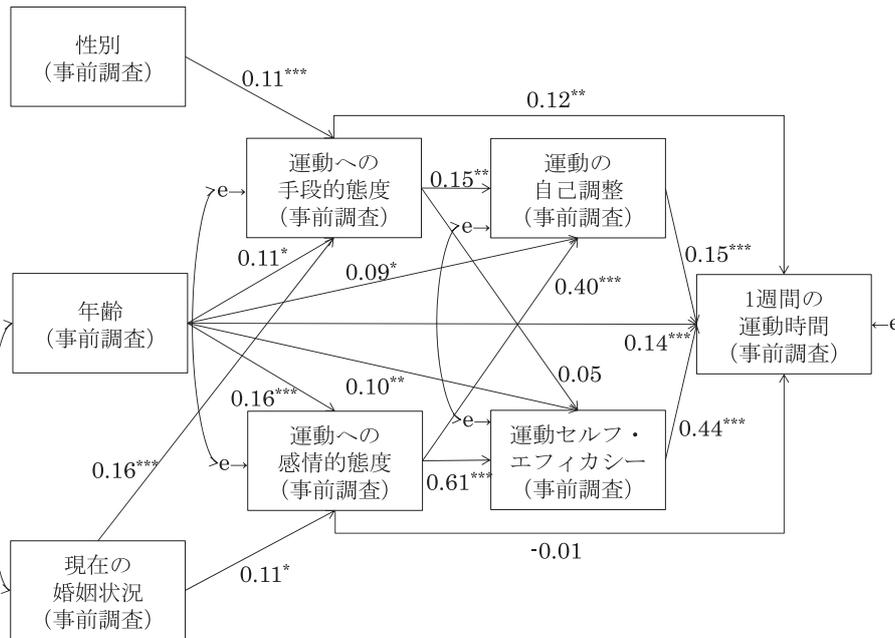 性別
（事前調査）
0.11***
0.12**
運動への
手段的態度
（事前調査）
e
0.15**
運動の
自己調整
（事前調査）
e
0.11*
0.09*
0.40***
0.15***
年齢
（事前調査）
1週間の
運動時間
（事前調査）
e
0.14***
0.16***
0.10**
0.05
運動への
感情的態度
（事前調査）
e
0.61***
運動セルフ・
エフィカシー
（事前調査）
e
0.44***
0.16***
-0.01
現在の
婚姻状況
（事前調査）
0.11*